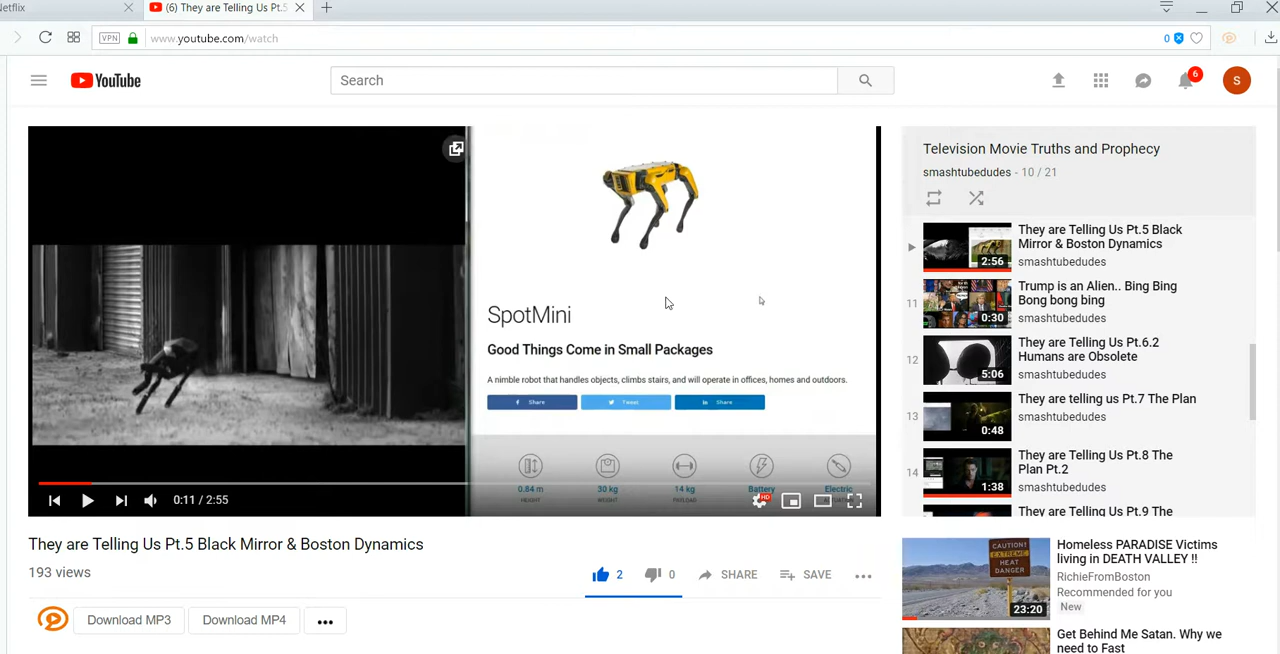 Netflix
(6) They are Telling Us Pt.5
VPN
www.youtube.com/watch
0
YouTube
Search
6
S
SpotMini
Good Things Come in Small Packages
A nimble robot that handles objects, climbs stairs, and will operate in offices, homes and outdoors.
Share
Tweet
Share
0.84 m
30 kg
14 kg
Battery
Electric
HEIGHT
WEIGHT
PAYLOAD
0:11 / 2:55
HD
They are Telling Us Pt.5 Black Mirror & Boston Dynamics
193 views
2
0
SHARE
SAVE
Download MP3
Download MP4
Television Movie Truths and Prophecy
smashtubedudes - 10 / 21
They are Telling Us Pt.5 Black
Mirror & Boston Dynamics
smashtubedudes
2:56
11
Trump is an Alien.. Bing Bing
Bong bong bing
smashtubedudes
0:30
12
They are Telling Us Pt.6.2
Humans are Obsolete
smashtubedudes
5:06
13
They are telling us Pt.7 The Plan
smashtubedudes
0:48
14
They are Telling Us Pt.8 The
Plan Pt.2
smashtubedudes
1:38
They are Telling Us Pt.9 The
CAUTION!
EXTREME
HEAT
DANGER
23:20
Homeless PARADISE Victims
living in DEATH VALLEY !!
RichieFromBoston
Recommended for you
New
Get Behind Me Satan. Why we
need to Fast